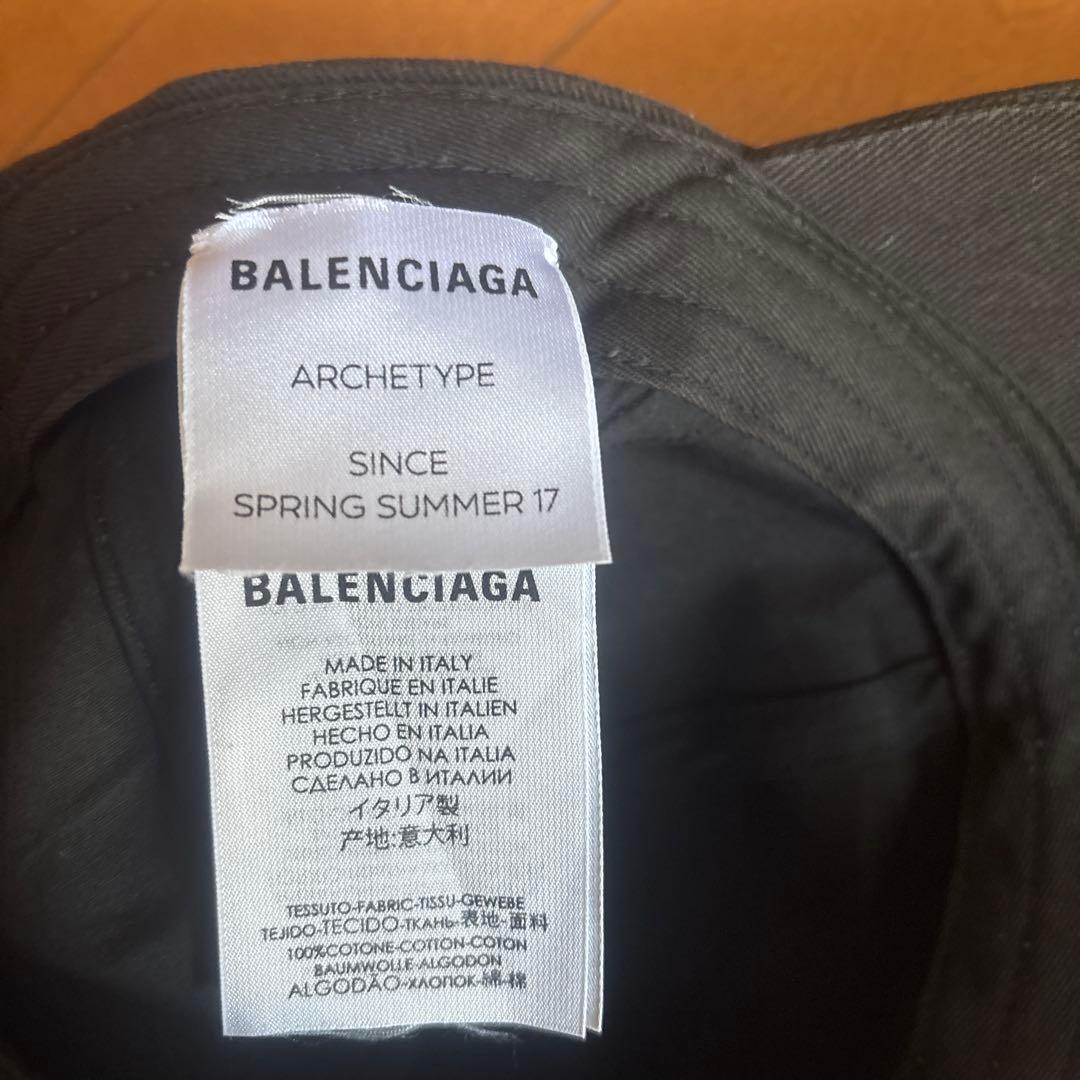 BALENCIAGA
ARCHETYPE
SINCE
SPRING SUMMER 17
BALENCIAGA
MADE IN ITALY
FABRIQUE EN ITALIE
HERGESTELLT IN ITALIEN
HECHO EN ITALIA
PRODUZIDO NA ITALIA
СДЕЛАНО В ИТАЛИИ
イタリア製
产地:意大利
TESSUTO-FABRIC-TISSU-GEWEBE
TEJIDO-TECIDO-ТКАНЬ-表地-面料
100%COTONE-COTTON-COTON
BAUMWOLLE-ALGODON
ALGODÃO-ХЛОПОК-綿-棉